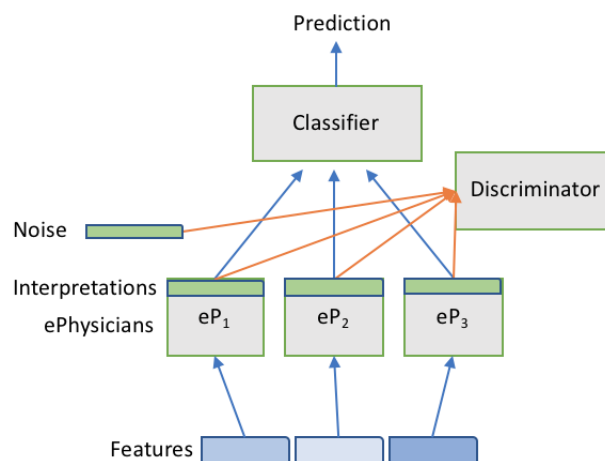 Prediction
Classifier
Discriminator
Noise
Interpretations
ePhysicians
eP₁
eP₂
eP₃
Features